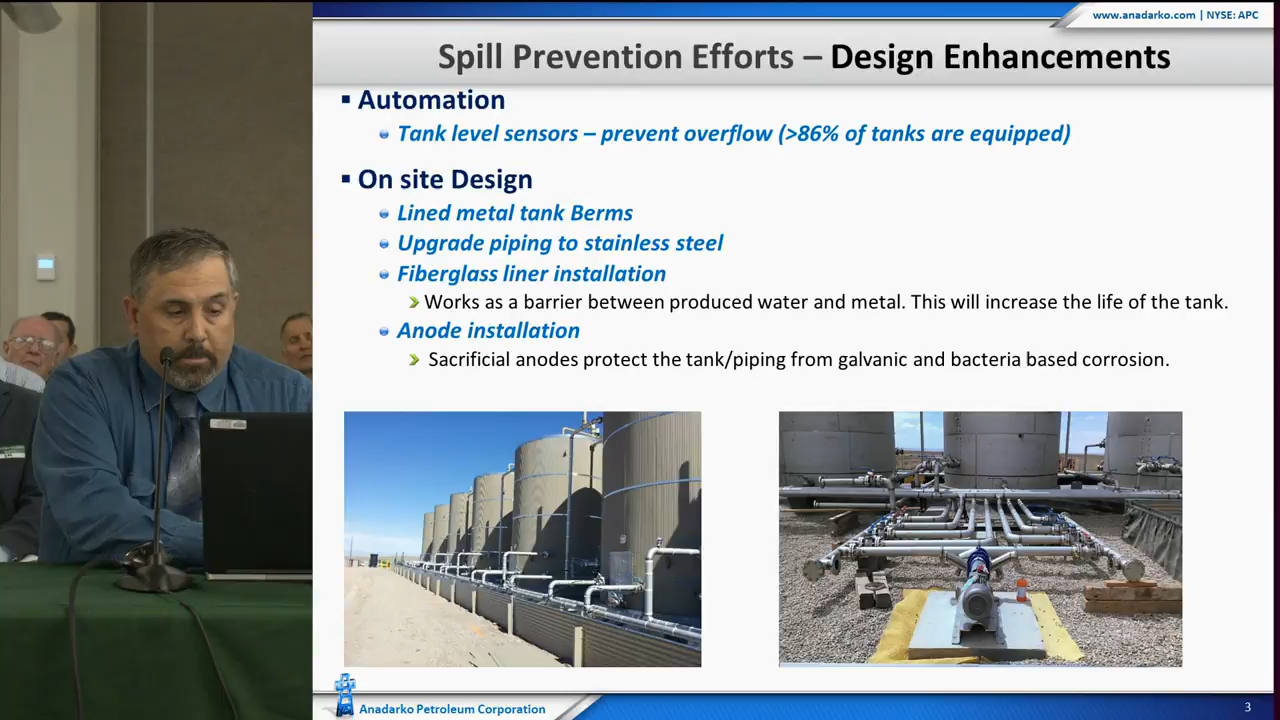 www.anadarko.com | NYSE: APC
Spill Prevention Efforts – Design Enhancements
Automation
Tank level sensors – prevent overflow (>86% of tanks are equipped)
On site Design
Lined metal tank Berms
Upgrade piping to stainless steel
Fiberglass liner installation
Works as a barrier between produced water and metal. This will increase the life of the tank.
Anode installation
Sacrificial anodes protect the tank/piping from galvanic and bacteria based corrosion.
Anadarko Petroleum Corporation
3